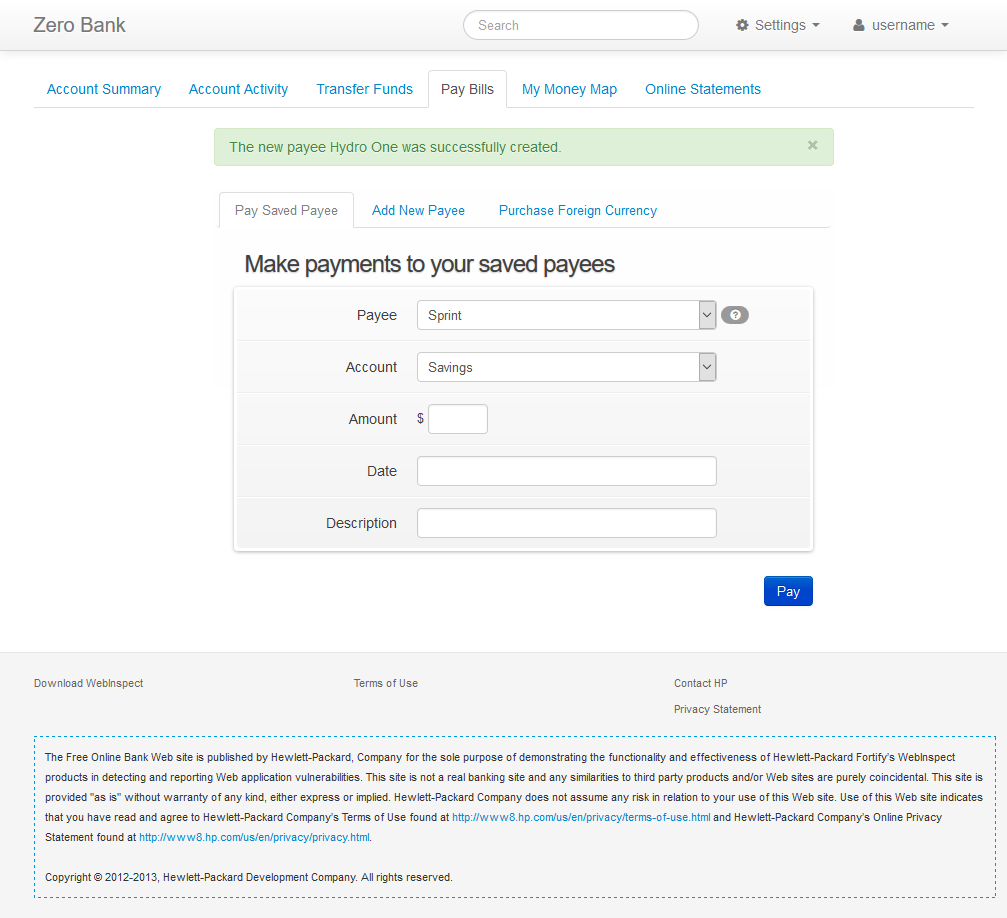 Zero Bank
Search
Settings
username
Account Summary
Account Activity
Transfer Funds
Pay Bills
My Money Map
Online Statements
The new payee Hydro One was successfully created.
×
Pay Saved Payee
Add New Payee
Purchase Foreign Currency
Make payments to your saved payees
Payee
Sprint
?
Account
Savings
Amount
$
Date
Description
Pay
Download WebInspect
Terms of Use
Contact HP
Privacy Statement
The Free Online Bank Web site is published by Hewlett-Packard, Company for the sole purpose of demonstrating the functionality and effectiveness of Hewlett-Packard Fortify's WebInspect
products in detecting and reporting Web application vulnerabilities. This site is not a real banking site and any similarities to third party products and/or Web sites are purely coincidental. This site is
provided "as is" without warranty of any kind, either express or implied. Hewlett-Packard Company does not assume any risk in relation to your use of this Web site. Use of this Web site indicates
that you have read and agree to Hewlett-Packard Company's Terms of Use found at http://www8.hp.com/us/en/privacy/terms-of-use.html and Hewlett-Packard Company's Online Privacy
Statement found at http://www8.hp.com/us/en/privacy/privacy.html.
Copyright © 2012-2013, Hewlett-Packard Development Company. All rights reserved.